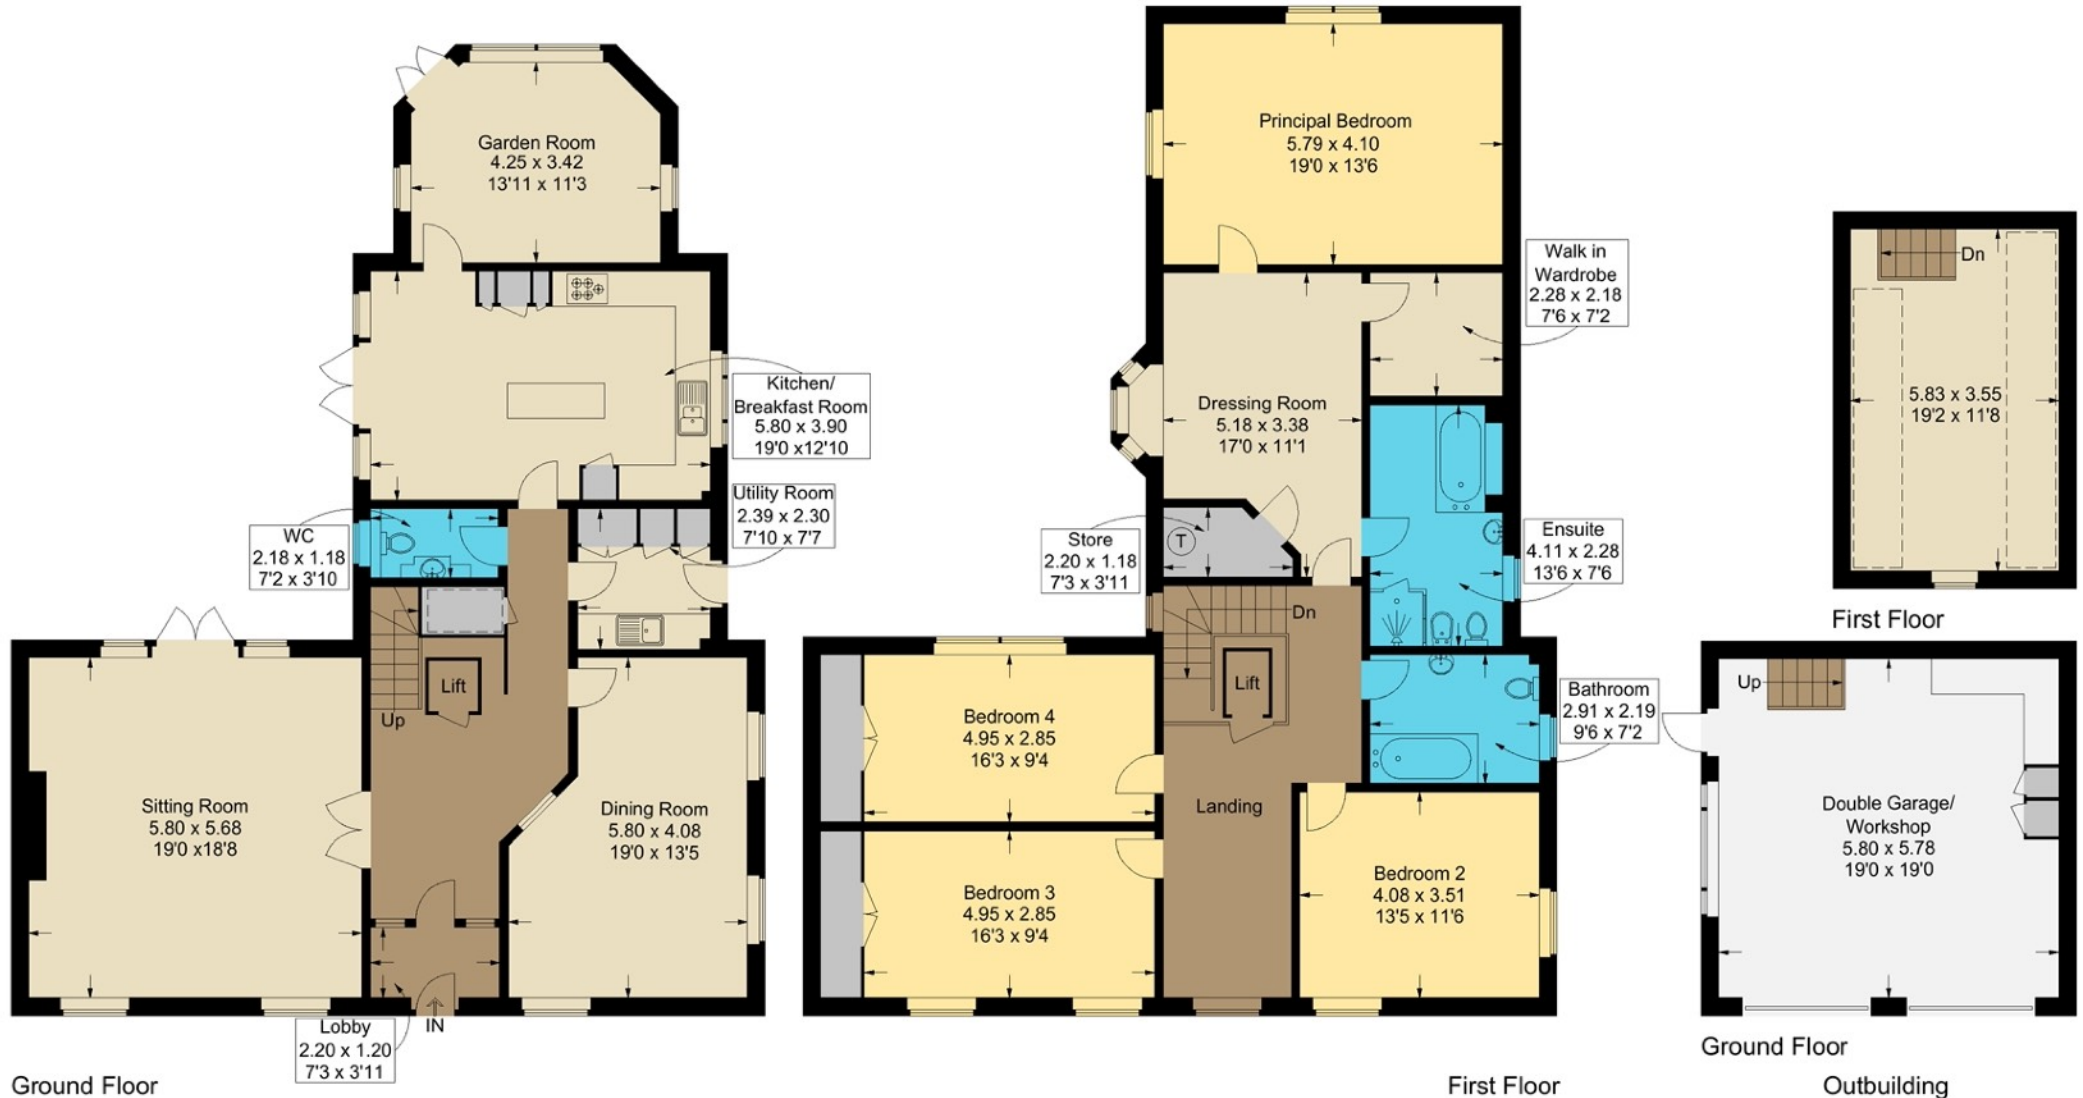 Garden Room
4.25 x 3.42
13'11 x 11'3
Kitchen/
Breakfast Room
5.80 x 3.90
19'0 x12'10
Utility Room
2.39 x 2.30
7'10 x 7'7
WC
2.18 x 1.18
7'2 x 3'10
Lift
Up
Sitting Room
5.80 x 5.68
19'0 x18'8
Dining Room
5.80 x 4.08
19'0 x 13'5
IN
Lobby
2.20 x 1.20
7'3 x 3'11
Ground Floor
Principal Bedroom
5.79 x 4.10
19'0 x 13'6
Walk in
Wardrobe
2.28 x 2.18
7'6 x 7'2
Dressing Room
5.18 x 3.38
17'0 x 11'1
Store
2.20 x 1.18
7'3 x 3'11
T
Ensuite
4.11 x 2.28
13'6 x 7'6
Dn
Lift
Bathroom
2.91 x 2.19
9'6 x 7'2
Bedroom 4
4.95 x 2.85
16'3 x 9'4
Landing
Bedroom 3
4.95 x 2.85
16'3 x 9'4
Bedroom 2
4.08 x 3.51
13'5 x 11'6
First Floor
Dn
5.83 x 3.55
19'2 x 11'8
First Floor
Up
Double Garage/
Workshop
5.80 x 5.78
19'0 x 19'0
Ground Floor
Outbuilding